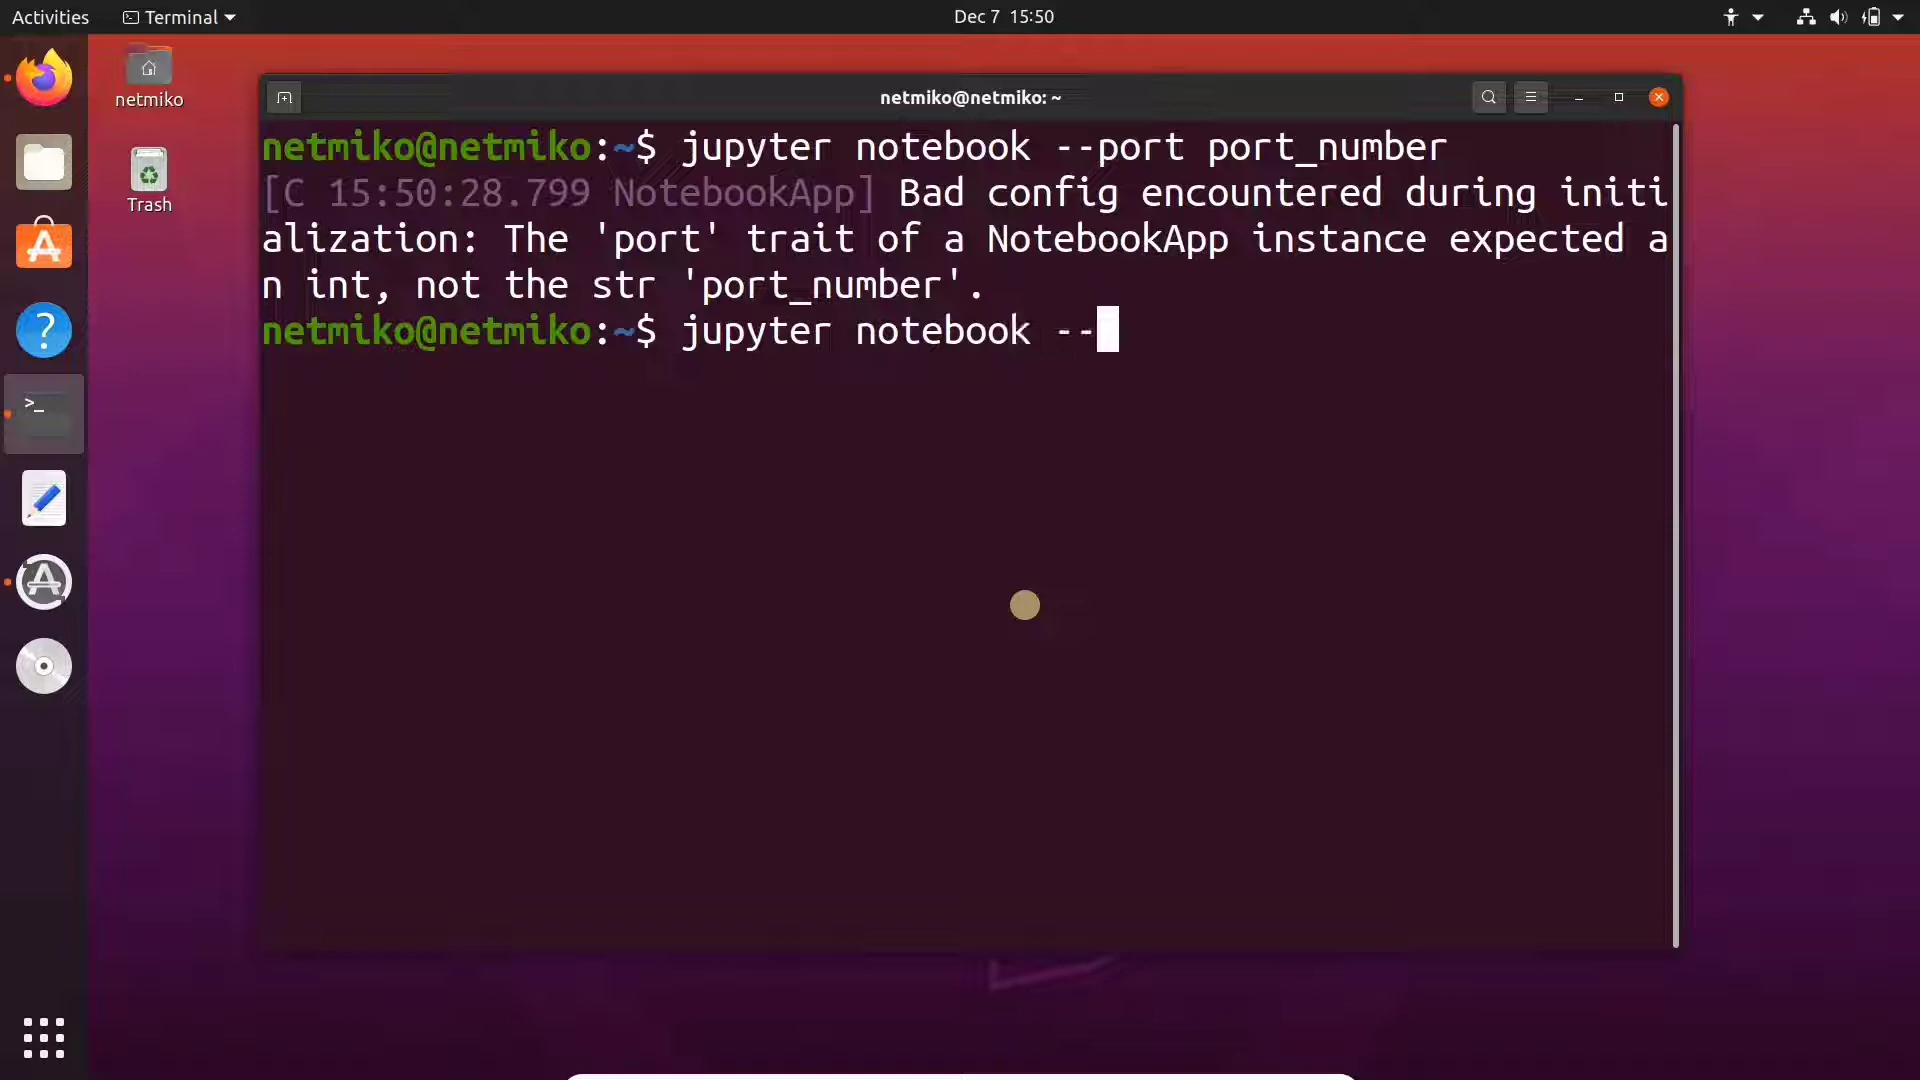 Activities
Terminal
Dec 7 15:50
netmiko
Trash
netmiko@netmiko: ~
netmiko@netmiko:~$ jupyter notebook --port port_number
[C 15:50:28.799 NotebookApp] Bad config encountered during initi
alization: The 'port' trait of a NotebookApp instance expected a
n int, not the str 'port_number'.
netmiko@netmiko:~$ jupyter notebook --